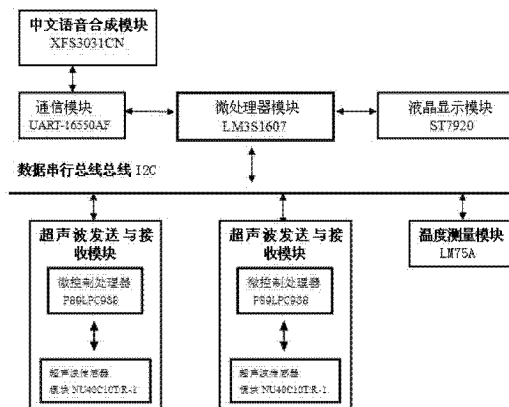 中文语音合成模块
XFS3031CN
通信模块
UART-16550AF
微处理器模块
LM3S1607
液晶显示模块
ST7920
数据串行总线总线 I2C
超声波发送与接
收模块
微控制处理器
P89LPC938
超声波传感器
模块 NU40C10TR-1
超声波发送与接
收模块
微控制处理器
P89LPC938
超声波传感器
模块 NU40C10TR-1
温度测量模块
LM75A